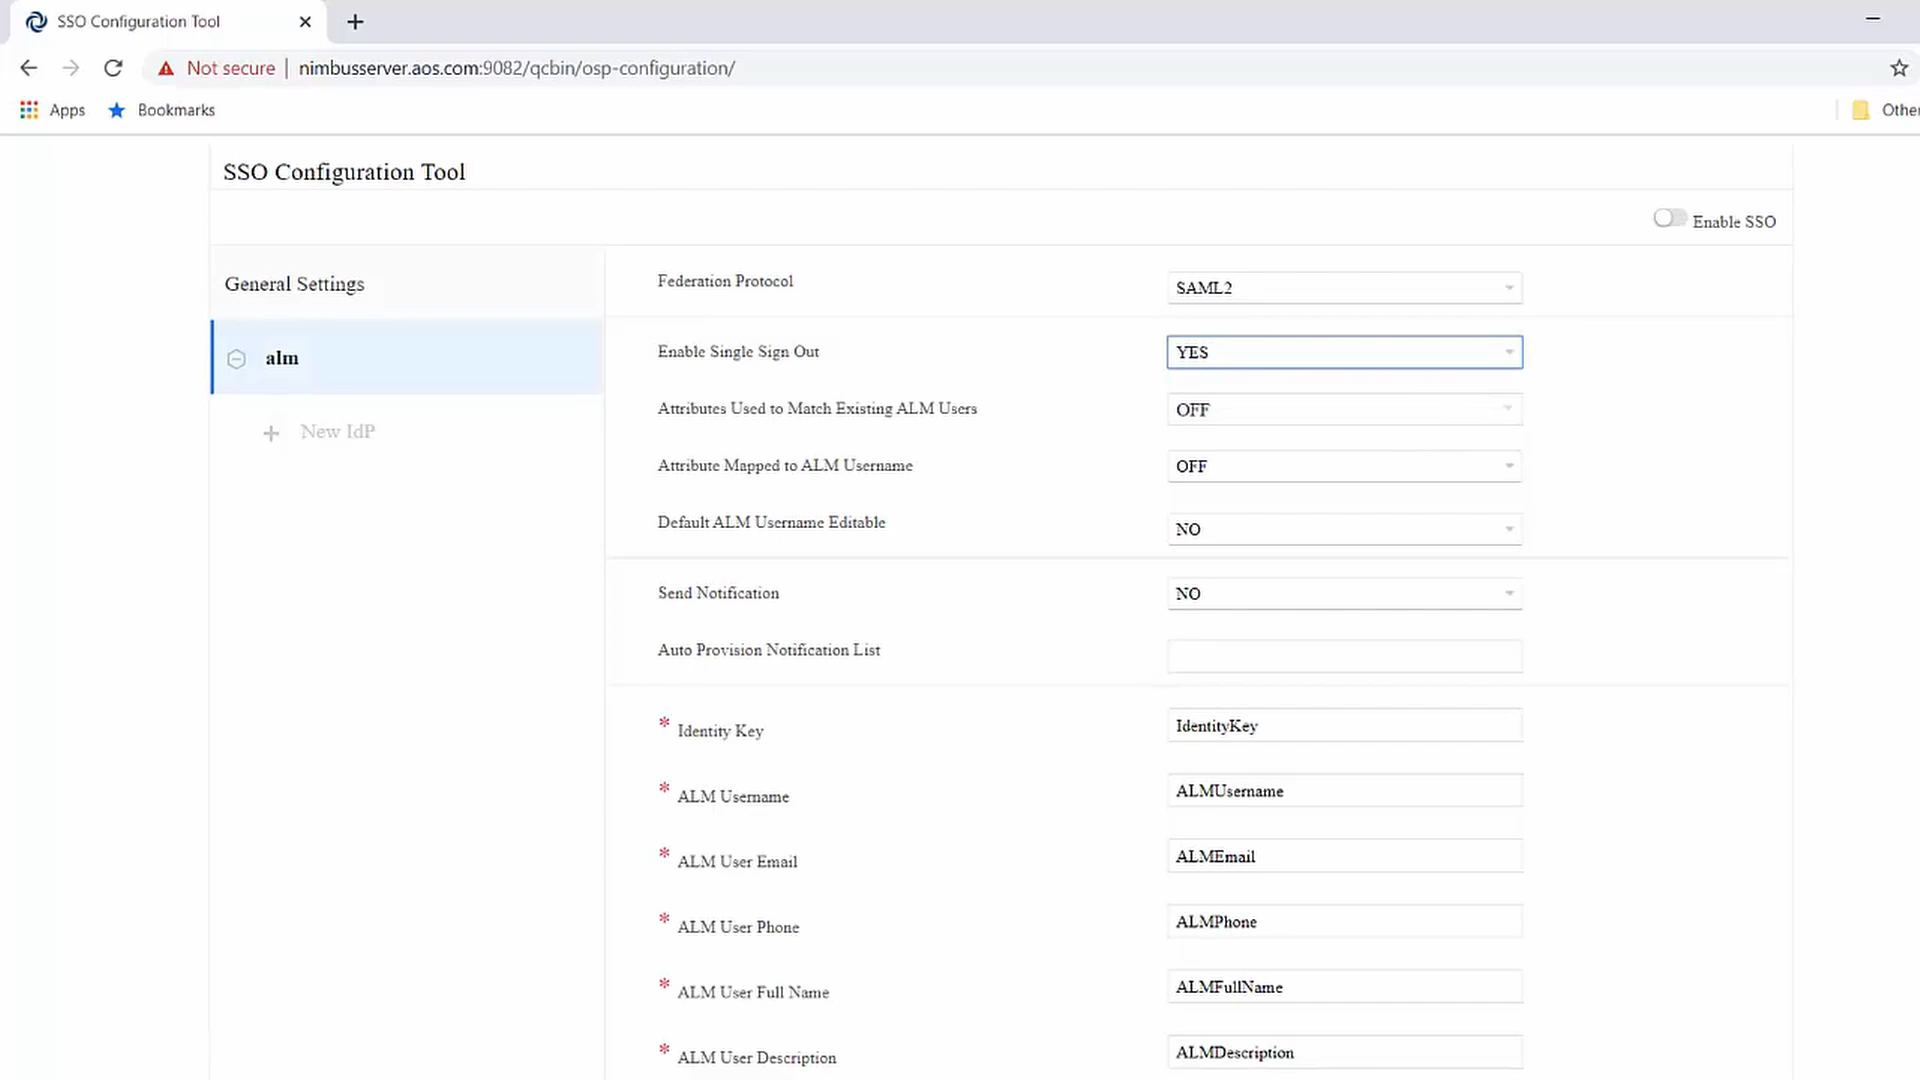 SSO Configuration Tool
Not secure | nimbusserver.aos.com:9082/qcbin/osp-configuration/
Apps Bookmarks Other
SSO Configuration Tool
Enable SSO
General Settings
alm
New IdP
Federation Protocol SAML2
Enable Single Sign Out YES
Attributes Used to Match Existing ALM Users OFF
Attribute Mapped to ALM Username OFF
Default ALM Username Editable NO
Send Notification NO
Auto Provision Notification List
* Identity Key IdentityKey
* ALM Username ALMUsername
* ALM User Email ALMEmail
* ALM User Phone ALMPhone
* ALM User Full Name ALMFullName
* ALM User Description ALMDescription